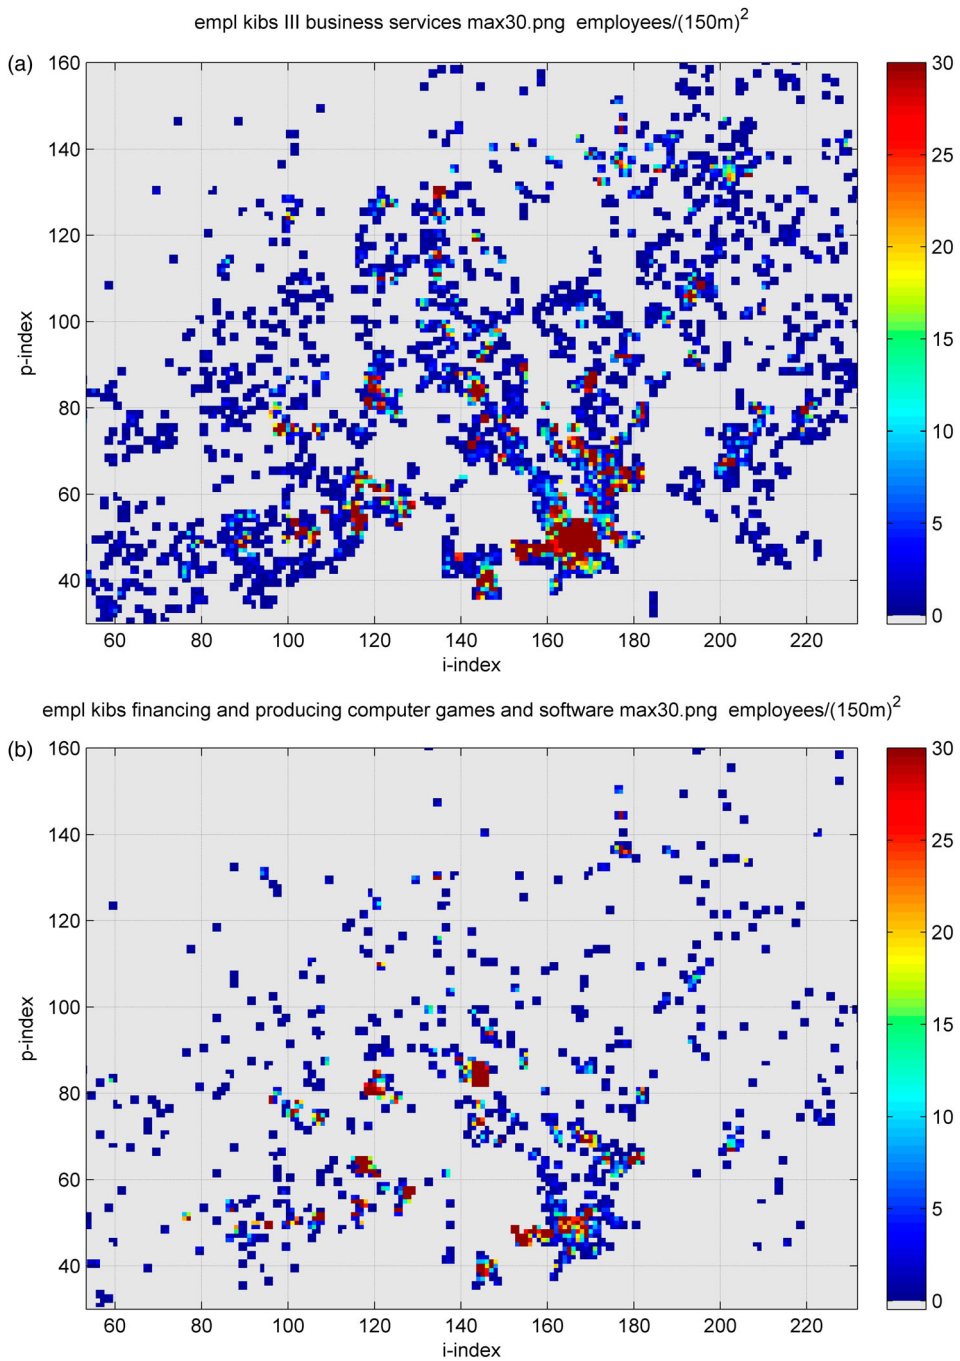 empl kibs III business services max30.png employees/(150m)2
(a)
160
140
120
100
80
60
40
p-index
60 80 100 120 140 160 180 200 220
i-index
30
25
20
15
10
5
0
empl kibs financing and producing computer games and software max30.png employees/(150m)2
(b)
160
140
120
100
80
60
40
p-index
60 80 100 120 140 160 180 200 220
i-index
30
25
20
15
10
5
0